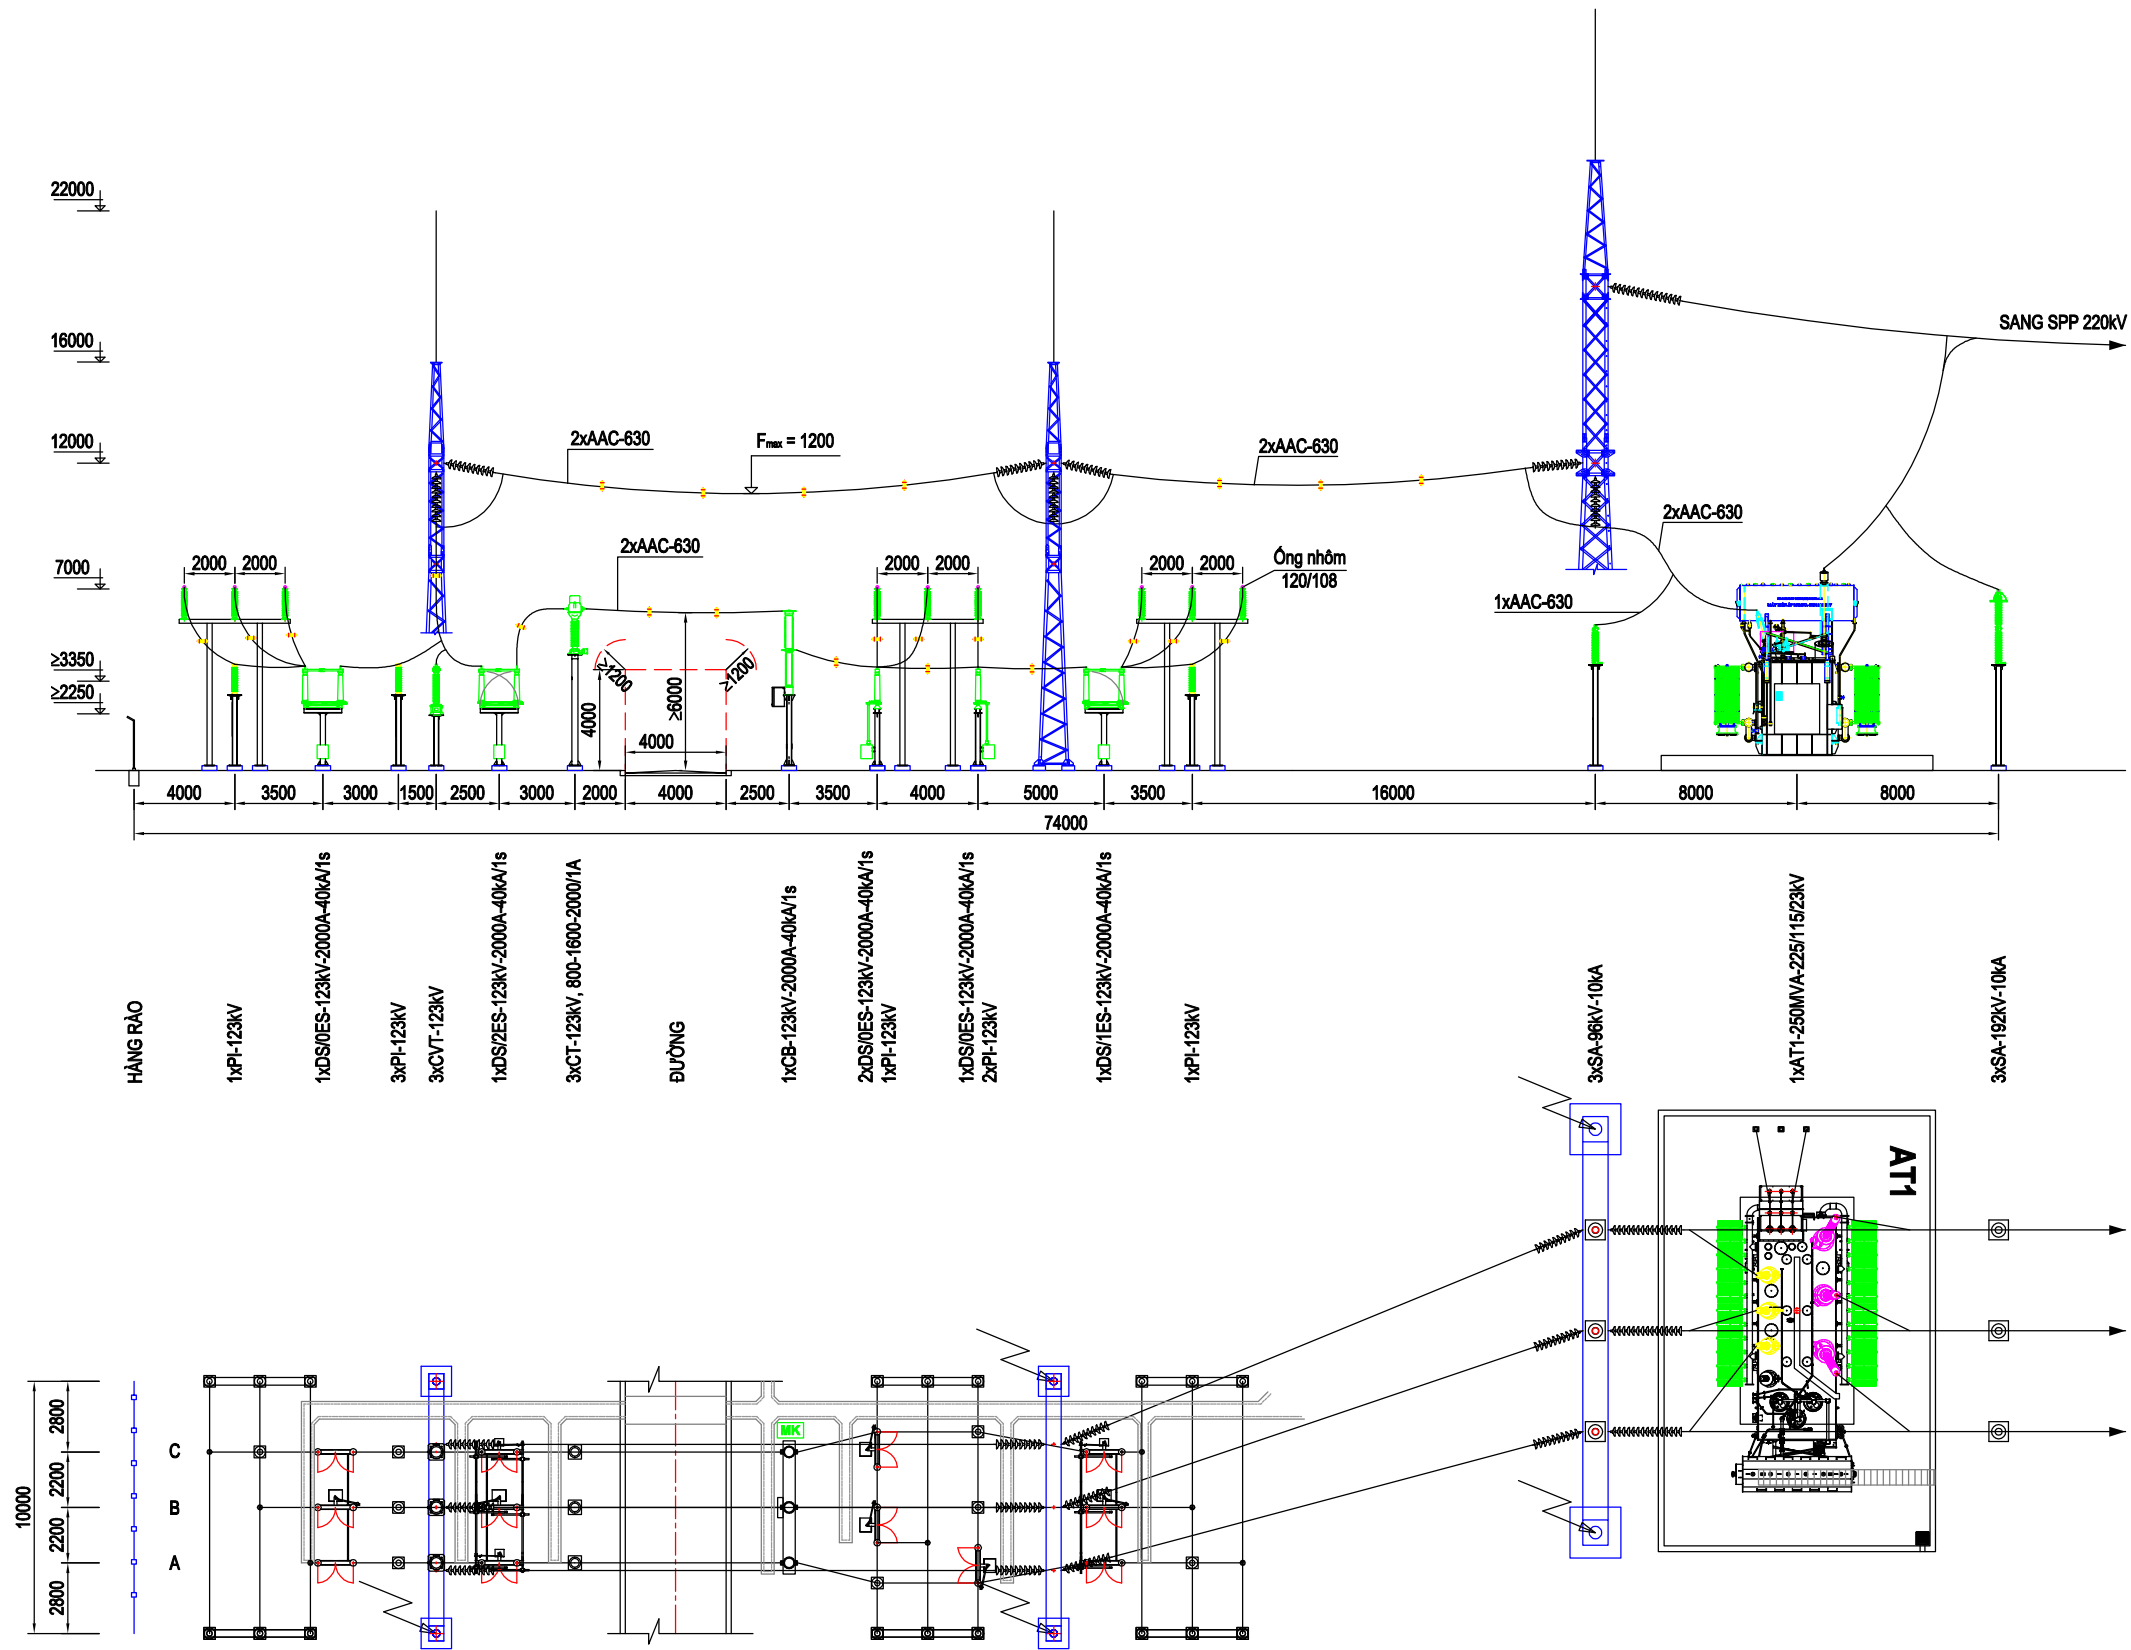 22000
SANG SPP 220kV
16000
12000
2xAAC-630
Fmax = 1200
2xAAC-630
2xAAC-630
7000
2000
2000
2xAAC-630
2000
2000
2000
2000
Ống nhôm
120/108
1xAAC-630
≥3350
≥2250
≥1200
4000
4000
≥6000
≥1200
4000
3500
3000
1500
2500
3000
2000
4000
2500
3500
4000
5000
3500
16000
8000
8000
74000
HÀNG RÀO
1xPI-123kV
1xDS/0ES-123kV-2000A-40kA/1s
3xPI-123kV
3xCVT-123kV
1xDS/2ES-123kV-2000A-40kA/1s
3xCT-123kV, 800-1600-2000/1A
ĐƯỜNG
1xCB-123kV-2000A-40kA/1s
2xDS/0ES-123kV-2000A-40kA/1s
1xPI-123kV
1xDS/0ES-123kV-2000A-40kA/1s
2xPI-123kV
1xDS/1ES-123kV-2000A-40kA/1s
1xPI-123kV
3xSA-96kV-10kA
1xAT1-250MVA-225/115/23kV
3xSA-192kV-10kA
AT1
10000
2800
2200
2200
2800
C
B
A
MK